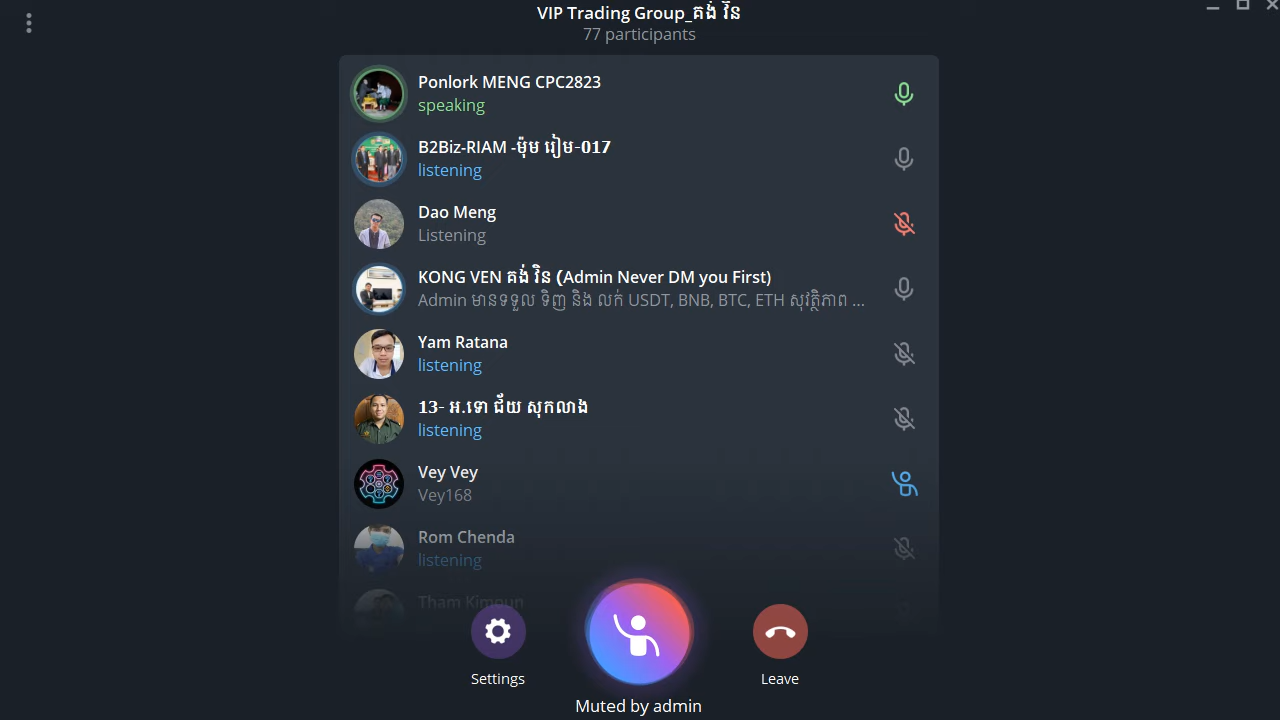 VIP Trading Group_គង់ វិន
77 participants
Ponlork MENG CPC2823
speaking
B2Biz-RIAM -ម៉ុម រៀម-017
listening
Dao Meng
Listening
KONG VEN គង់ វិន (Admin Never DM you First)
Admin មានទទួល ទិញ និង លក់ USDT, BNB, BTC, ETH សុវត្ថិភាព ...
Yam Ratana
listening
13- អ.ទោ ជ័យ សុកលាង
listening
Vey Vey
Vey168
Rom Chenda
listening
Tham Kimoun
Settings
Leave
Muted by admin